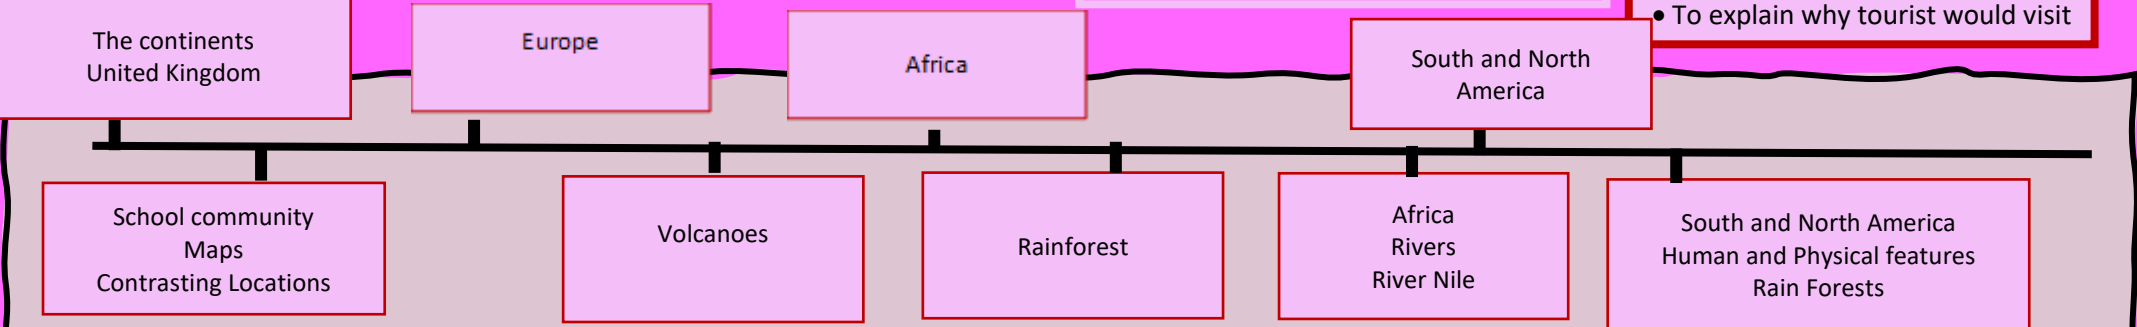 • To explain why tourist would visit
The continents
United Kingdom
Europe
Africa
South and North
America
School community
Maps
Contrasting Locations
Volcanoes
Rainforest
Africa
Rivers
River Nile
South and North America
Human and Physical features
Rain Forests